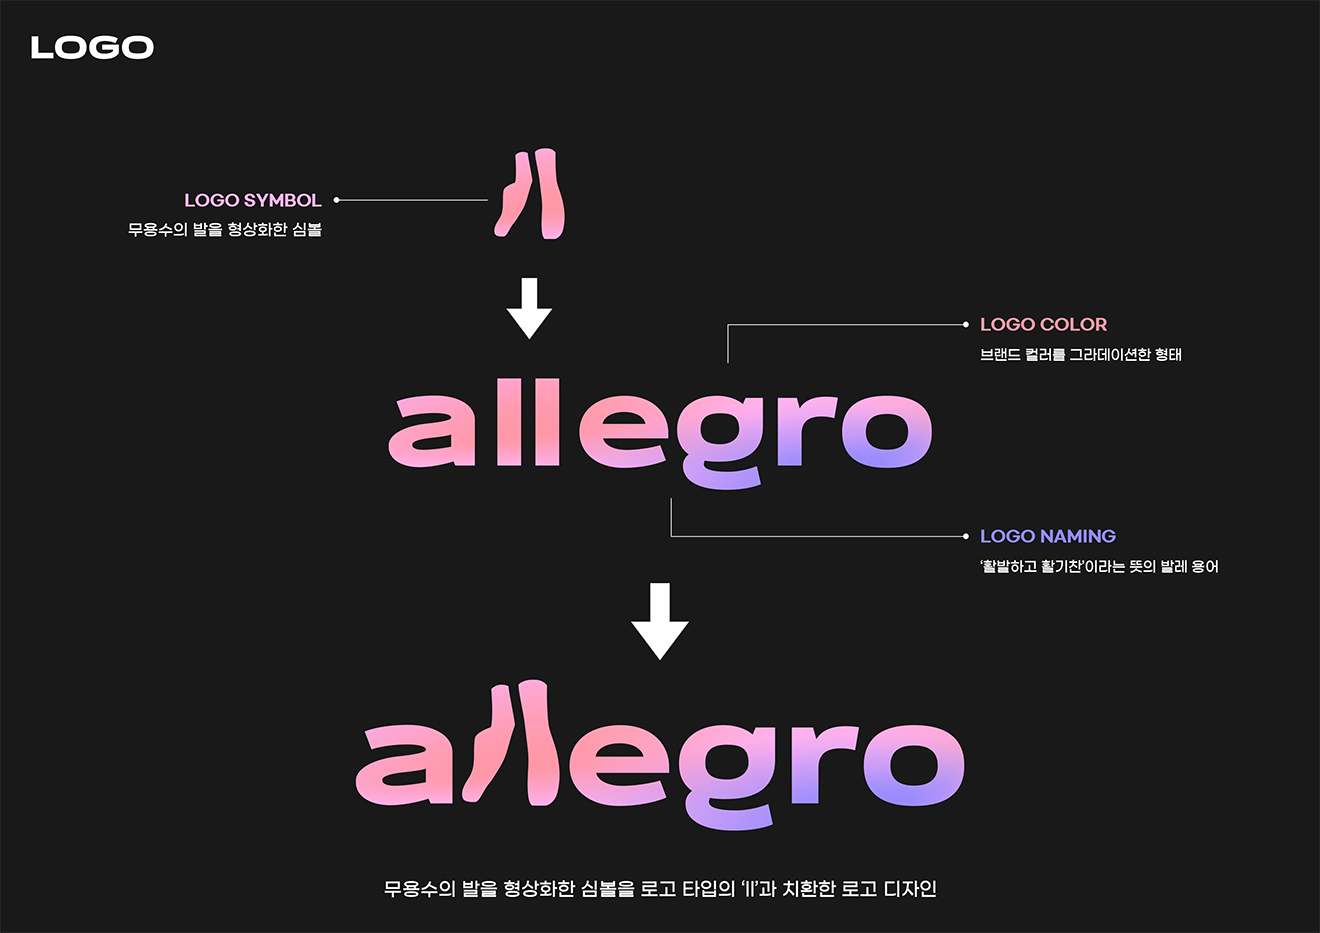 LOGO
LOGO SYMBOL
무용수의 발을 형상화한 심볼
LOGO COLOR
브랜드 컬러를 그라데이션한 형태
allegro
LOGO NAMING
‘활발하고 활기찬’이라는 뜻의 발레 용어
allegro
무용수의 발을 형상화한 심볼을 로고 타입의 ‘ll’과 치환한 로고 디자인